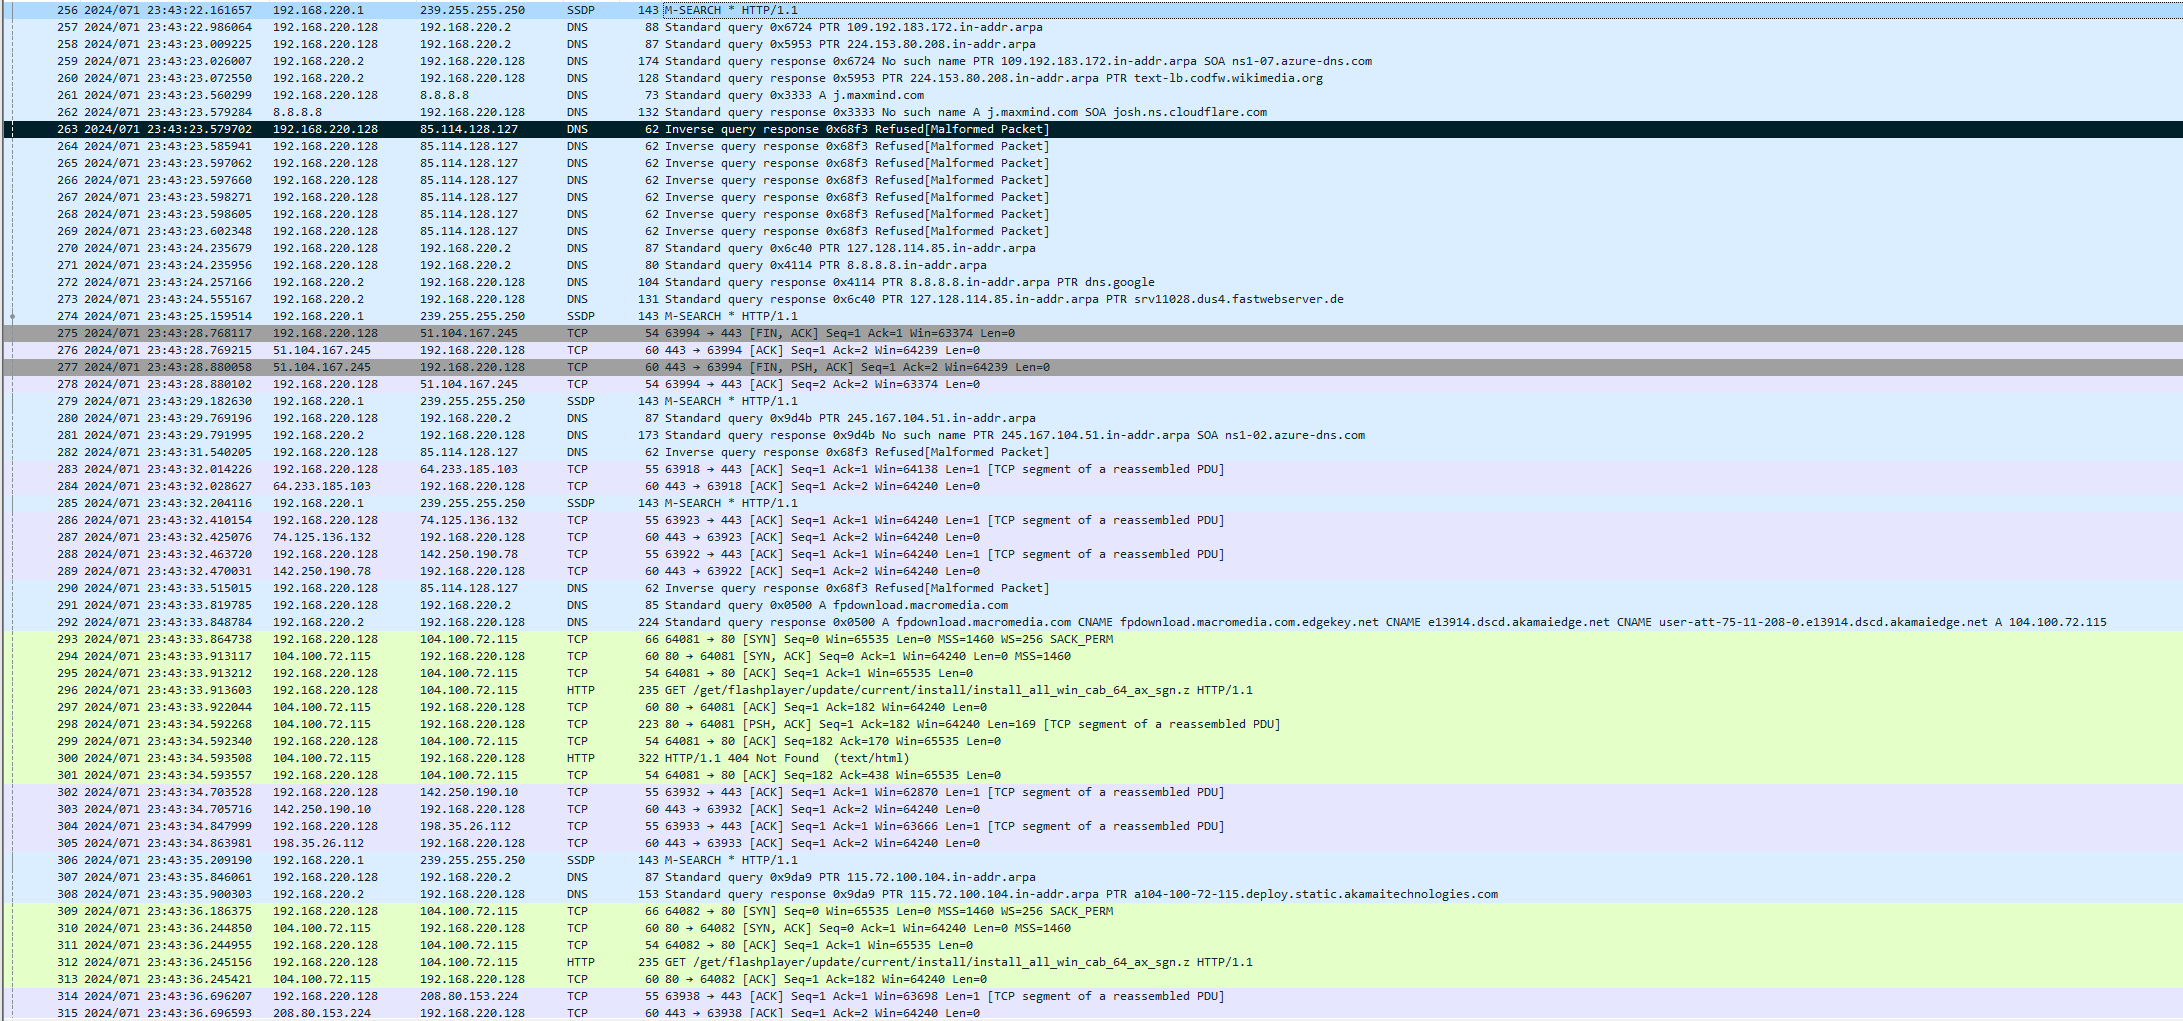 256 2024/071 23:43:22.161657 192.168.220.1 239.255.255.250 SSDP 143 M-SEARCH * HTTP/1.1
257 2024/071 23:43:22.986064 192.168.220.128 192.168.220.2 DNS 88 Standard query 0x6724 PTR 109.192.183.172.in-addr.arpa
258 2024/071 23:43:23.009225 192.168.220.128 192.168.220.2 DNS 87 Standard query 0x5953 PTR 224.153.80.208.in-addr.arpa
259 2024/071 23:43:23.026007 192.168.220.2 192.168.220.128 DNS 174 Standard query response 0x6724 No such name PTR 109.192.183.172.in-addr.arpa SOA ns1-07.azure-dns.com
260 2024/071 23:43:23.072550 192.168.220.2 192.168.220.128 DNS 128 Standard query response 0x5953 PTR 224.153.80.208.in-addr.arpa PTR text-lb.codfw.wikimedia.org
261 2024/071 23:43:23.560299 192.168.220.128 8.8.8.8 DNS 73 Standard query 0x3333 A j.maxmind.com
262 2024/071 23:43:23.579284 8.8.8.8 192.168.220.128 DNS 132 Standard query response 0x3333 No such name A j.maxmind.com SOA josh.ns.cloudflare.com
263 2024/071 23:43:23.579702 192.168.220.128 85.114.128.127 DNS 62 Inverse query response 0x68f3 Refused[Malformed Packet]
264 2024/071 23:43:23.585941 192.168.220.128 85.114.128.127 DNS 62 Inverse query response 0x68f3 Refused[Malformed Packet]
265 2024/071 23:43:23.597062 192.168.220.128 85.114.128.127 DNS 62 Inverse query response 0x68f3 Refused[Malformed Packet]
266 2024/071 23:43:23.597660 192.168.220.128 85.114.128.127 DNS 62 Inverse query response 0x68f3 Refused[Malformed Packet]
267 2024/071 23:43:23.598271 192.168.220.128 85.114.128.127 DNS 62 Inverse query response 0x68f3 Refused[Malformed Packet]
268 2024/071 23:43:23.598605 192.168.220.128 85.114.128.127 DNS 62 Inverse query response 0x68f3 Refused[Malformed Packet]
269 2024/071 23:43:23.602348 192.168.220.128 85.114.128.127 DNS 62 Inverse query response 0x68f3 Refused[Malformed Packet]
270 2024/071 23:43:24.235679 192.168.220.128 192.168.220.2 DNS 87 Standard query 0x6c40 PTR 127.128.114.85.in-addr.arpa
271 2024/071 23:43:24.235956 192.168.220.128 192.168.220.2 DNS 80 Standard query 0x4114 PTR 8.8.8.8.in-addr.arpa
272 2024/071 23:43:24.257166 192.168.220.2 192.168.220.128 DNS 104 Standard query response 0x4114 PTR 8.8.8.8.in-addr.arpa PTR dns.google
273 2024/071 23:43:24.555167 192.168.220.2 192.168.220.128 DNS 131 Standard query response 0x6c40 PTR 127.128.114.85.in-addr.arpa PTR srv11028.dus4.fastwebserver.de
274 2024/071 23:43:25.159514 192.168.220.1 239.255.255.250 SSDP 143 M-SEARCH * HTTP/1.1
275 2024/071 23:43:28.768117 192.168.220.128 51.104.167.245 TCP 54 63994 → 443 [FIN, ACK] Seq=1 Ack=1 Win=63374 Len=0
276 2024/071 23:43:28.769215 51.104.167.245 192.168.220.128 TCP 60 443 → 63994 [ACK] Seq=1 Ack=2 Win=64239 Len=0
277 2024/071 23:43:28.880058 51.104.167.245 192.168.220.128 TCP 60 443 → 63994 [FIN, PSH, ACK] Seq=1 Ack=2 Win=64239 Len=0
278 2024/071 23:43:28.880102 192.168.220.128 51.104.167.245 TCP 54 63994 → 443 [ACK] Seq=2 Ack=2 Win=63374 Len=0
279 2024/071 23:43:29.182630 192.168.220.1 239.255.255.250 SSDP 143 M-SEARCH * HTTP/1.1
280 2024/071 23:43:29.769196 192.168.220.128 192.168.220.2 DNS 87 Standard query 0x9d4b PTR 245.167.104.51.in-addr.arpa
281 2024/071 23:43:29.791995 192.168.220.2 192.168.220.128 DNS 173 Standard query response 0x9d4b No such name PTR 245.167.104.51.in-addr.arpa SOA ns1-02.azure-dns.com
282 2024/071 23:43:31.540205 192.168.220.128 85.114.128.127 DNS 62 Inverse query response 0x68f3 Refused[Malformed Packet]
283 2024/071 23:43:32.014226 192.168.220.128 64.233.185.103 TCP 55 63918 → 443 [ACK] Seq=1 Ack=1 Win=64138 Len=1 [TCP segment of a reassembled PDU]
284 2024/071 23:43:32.028627 64.233.185.103 192.168.220.128 TCP 60 443 → 63918 [ACK] Seq=1 Ack=2 Win=64240 Len=0
285 2024/071 23:43:32.204116 192.168.220.1 239.255.255.250 SSDP 143 M-SEARCH * HTTP/1.1
286 2024/071 23:43:32.410154 192.168.220.128 74.125.136.132 TCP 55 63923 → 443 [ACK] Seq=1 Ack=1 Win=64240 Len=1 [TCP segment of a reassembled PDU]
287 2024/071 23:43:32.425076 74.125.136.132 192.168.220.128 TCP 60 443 → 63923 [ACK] Seq=1 Ack=2 Win=64240 Len=0
288 2024/071 23:43:32.463720 192.168.220.128 142.250.190.78 TCP 55 63922 → 443 [ACK] Seq=1 Ack=1 Win=64240 Len=1 [TCP segment of a reassembled PDU]
289 2024/071 23:43:32.470031 142.250.190.78 192.168.220.128 TCP 60 443 → 63922 [ACK] Seq=1 Ack=2 Win=64240 Len=0
290 2024/071 23:43:33.515015 192.168.220.128 85.114.128.127 DNS 62 Inverse query response 0x68f3 Refused[Malformed Packet]
291 2024/071 23:43:33.819785 192.168.220.128 192.168.220.2 DNS 85 Standard query 0x0500 A fpdownload.macromedia.com
292 2024/071 23:43:33.848784 192.168.220.2 192.168.220.128 DNS 224 Standard query response 0x0500 A fpdownload.macromedia.com CNAME fpdownload.macromedia.com.edgekey.net CNAME e13914.dscd.akamaiedge.net CNAME user-att-75-11-208-0.e13914.dscd.akamaiedge.net A 104.100.72.115
293 2024/071 23:43:33.864738 192.168.220.128 104.100.72.115 TCP 66 64081 → 80 [SYN] Seq=0 Win=65535 Len=0 MSS=1460 WS=256 SACK_PERM
294 2024/071 23:43:33.913117 104.100.72.115 192.168.220.128 TCP 60 80 → 64081 [SYN, ACK] Seq=0 Ack=1 Win=64240 Len=0 MSS=1460
295 2024/071 23:43:33.913212 192.168.220.128 104.100.72.115 TCP 54 64081 → 80 [ACK] Seq=1 Ack=1 Win=65535 Len=0
296 2024/071 23:43:33.913603 192.168.220.128 104.100.72.115 HTTP 235 GET /get/flashplayer/update/current/install/install_all_win_cab_64_ax_sgn.z HTTP/1.1
297 2024/071 23:43:33.922044 104.100.72.115 192.168.220.128 TCP 60 80 → 64081 [ACK] Seq=1 Ack=182 Win=64240 Len=0
298 2024/071 23:43:34.592268 104.100.72.115 192.168.220.128 TCP 223 80 → 64081 [PSH, ACK] Seq=1 Ack=182 Win=64240 Len=169 [TCP segment of a reassembled PDU]
299 2024/071 23:43:34.592340 192.168.220.128 104.100.72.115 TCP 54 64081 → 80 [ACK] Seq=182 Ack=170 Win=65535 Len=0
300 2024/071 23:43:34.593508 104.100.72.115 192.168.220.128 HTTP 322 HTTP/1.1 404 Not Found (text/html)
301 2024/071 23:43:34.593557 192.168.220.128 104.100.72.115 TCP 54 64081 → 80 [ACK] Seq=182 Ack=438 Win=65535 Len=0
302 2024/071 23:43:34.703528 192.168.220.128 142.250.190.10 TCP 55 63932 → 443 [ACK] Seq=1 Ack=1 Win=62870 Len=1 [TCP segment of a reassembled PDU]
303 2024/071 23:43:34.705716 142.250.190.10 192.168.220.128 TCP 60 443 → 63932 [ACK] Seq=1 Ack=2 Win=64240 Len=0
304 2024/071 23:43:34.847999 192.168.220.128 198.35.26.112 TCP 55 63933 → 443 [ACK] Seq=1 Ack=1 Win=63666 Len=1 [TCP segment of a reassembled PDU]
305 2024/071 23:43:34.863981 198.35.26.112 192.168.220.128 TCP 60 443 → 63933 [ACK] Seq=1 Ack=2 Win=64240 Len=0
306 2024/071 23:43:35.209190 192.168.220.1 239.255.255.250 SSDP 143 M-SEARCH * HTTP/1.1
307 2024/071 23:43:35.846061 192.168.220.128 192.168.220.2 DNS 87 Standard query 0x9da9 PTR 115.72.100.104.in-addr.arpa
308 2024/071 23:43:35.900303 192.168.220.2 192.168.220.128 DNS 153 Standard query response 0x9da9 PTR 115.72.100.104.in-addr.arpa PTR a104-100-72-115.deploy.static.akamaitechnologies.com
309 2024/071 23:43:36.186375 192.168.220.128 104.100.72.115 TCP 66 64082 → 80 [SYN] Seq=0 Win=65535 Len=0 MSS=1460 WS=256 SACK_PERM
310 2024/071 23:43:36.244850 104.100.72.115 192.168.220.128 TCP 60 80 → 64082 [SYN, ACK] Seq=0 Ack=1 Win=64240 Len=0 MSS=1460
311 2024/071 23:43:36.244955 192.168.220.128 104.100.72.115 TCP 54 64082 → 80 [ACK] Seq=1 Ack=1 Win=65535 Len=0
312 2024/071 23:43:36.245156 192.168.220.128 104.100.72.115 HTTP 235 GET /get/flashplayer/update/current/install/install_all_win_cab_64_ax_sgn.z HTTP/1.1
313 2024/071 23:43:36.245421 104.100.72.115 192.168.220.128 TCP 60 80 → 64082 [ACK] Seq=1 Ack=182 Win=64240 Len=0
314 2024/071 23:43:36.696207 192.168.220.128 208.80.153.224 TCP 55 63938 → 443 [ACK] Seq=1 Ack=1 Win=63698 Len=1 [TCP segment of a reassembled PDU]
315 2024/071 23:43:36.696593 208.80.153.224 192.168.220.128 TCP 60 443 → 63938 [ACK] Seq=1 Ack=2 Win=64240 Len=0